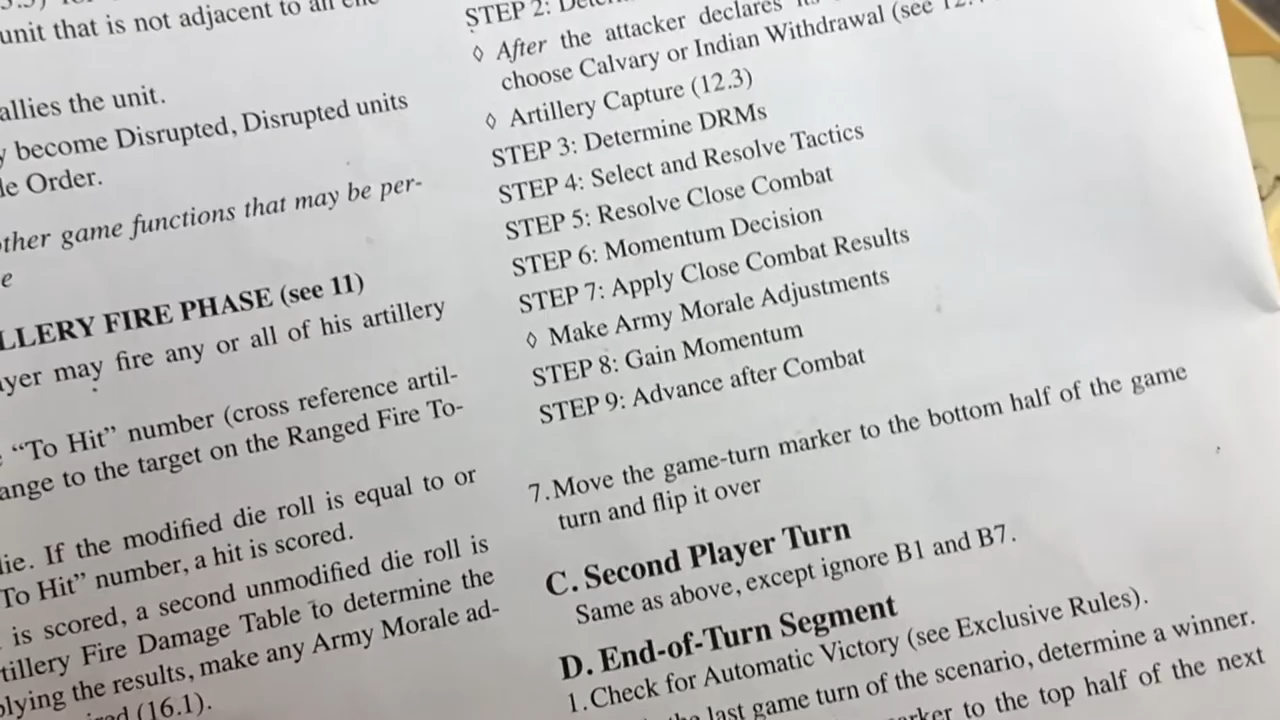 unit that is not adjacent to an
allies the unit.
become Disrupted, Disrupted units
Order.
other game functions that may be per-
e
LLERY FIRE PHASE (see 11)
may fire any or all of his artillery
“To Hit” number (cross reference artil-
ange to the target on the Ranged Fire To-
die. If the modified die roll is equal to or
To Hit” number, a hit is scored.
is scored, a second unmodified die roll is
tillery Fire Damage Table to determine the
plying the results, make any Army Morale ad-
(16.1).
STEP 2:
◊ After the attacker declares its
choose Calvary or Indian Withdrawal (see
◊ Artillery Capture (12.3)
STEP 3: Determine DRMs
STEP 4: Select and Resolve Tactics
STEP 5: Resolve Close Combat
STEP 6: Momentum Decision
STEP 7: Apply Close Combat Results
◊ Make Army Morale Adjustments
STEP 8: Gain Momentum
STEP 9: Advance after Combat
7. Move the game-turn marker to the bottom half of the game
turn and flip it over
C. Second Player Turn
Same as above, except ignore B1 and B7.
D. End-of-Turn Segment
1. Check for Automatic Victory (see Exclusive Rules).
the last game turn of the scenario, determine a winner.
to the top half of the next